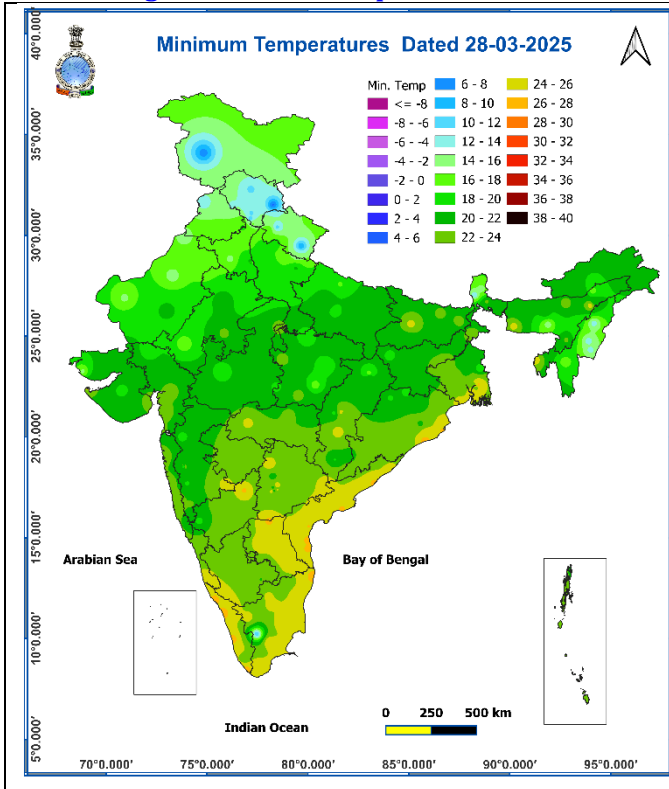 Minimum Temperatures Dated 28-03-2025
Min. Temp
<= -8
-8 - -6
-6 - -4
-4 - -2
-2 - 0
0 - 2
2 - 4
4 - 6
6 - 8
8 - 10
10 - 12
12 - 14
14 - 16
16 - 18
18 - 20
20 - 22
22 - 24
24 - 26
26 - 28
28 - 30
30 - 32
32 - 34
34 - 36
36 - 38
38 - 40
40°0.000'
35°0.000'
30°0.000'
25°0.000'
20°0.000'
15°0.000'
10°0.000'
5°0.000'
Arabian Sea
Bay of Bengal
Indian Ocean
0 250 500 km
70°0.000' 75°0.000' 80°0.000' 85°0.000' 90°0.000' 95°0.000'